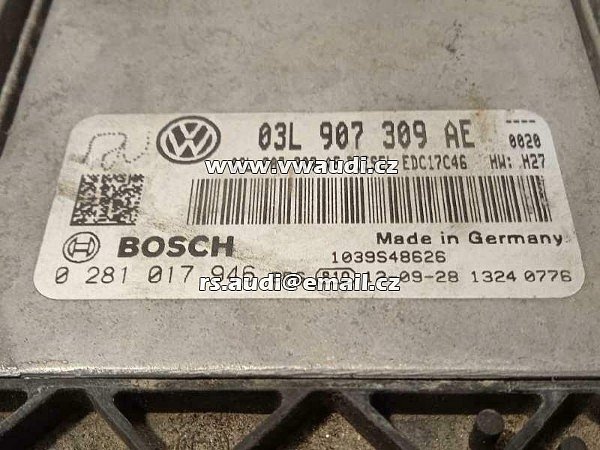 VW
03L 907 309 AE
----
0020
EDC17C46 HW: H27
www.vwaudi.cz
BOSCH
Made in Germany
1039S48626
0 281 017 946 12-09-28 1324 0776
rs.audi@email.cz